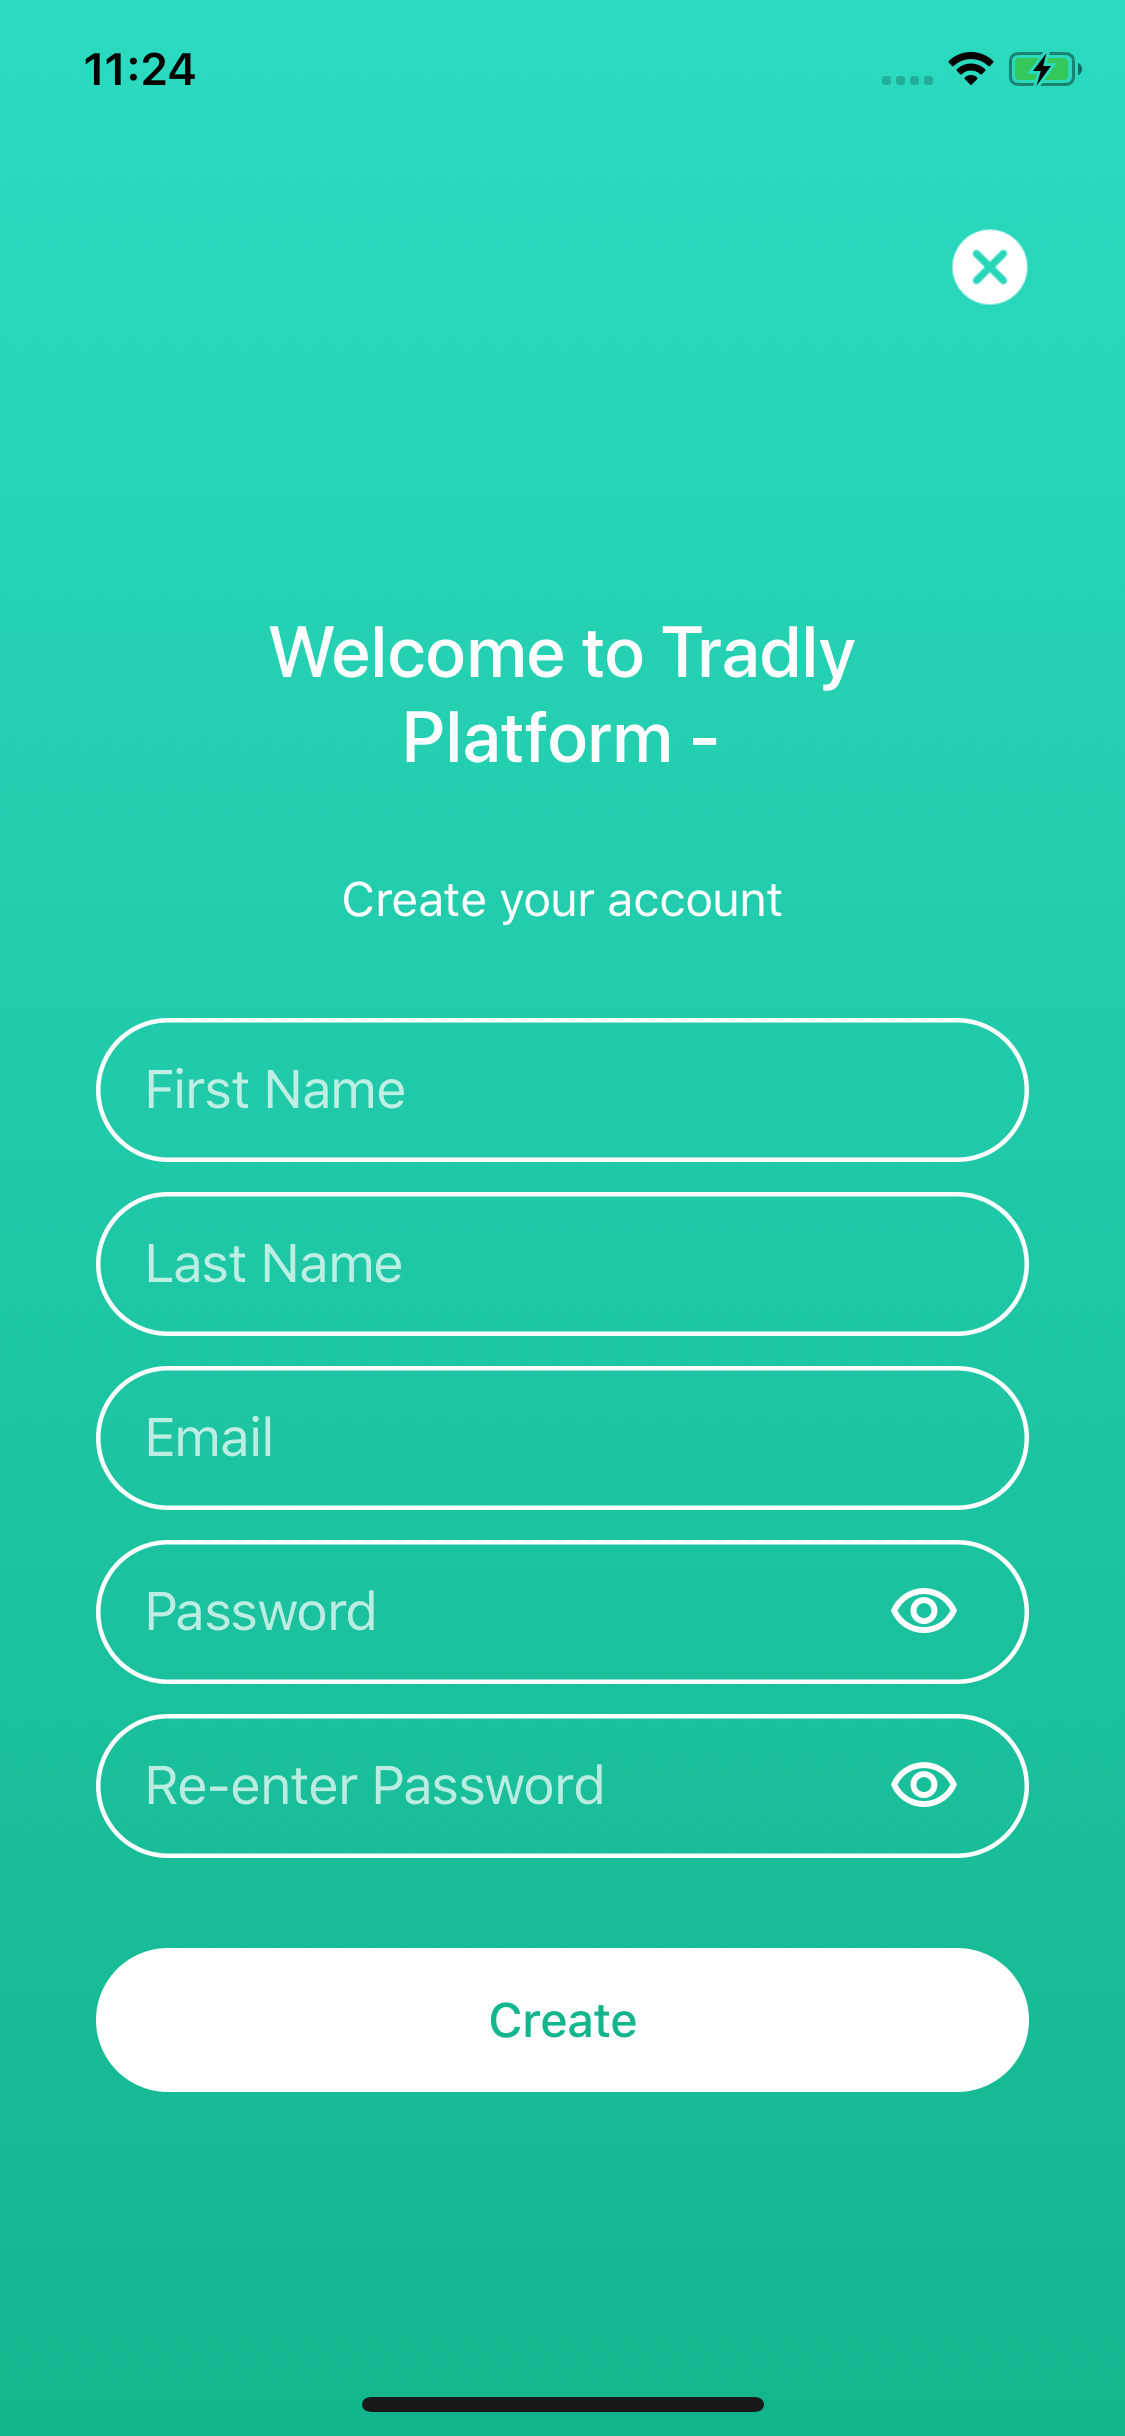 11:24
Welcome to Tradly
Platform -
Create your account
First Name
Last Name
Email
Password
Re-enter Password
Create